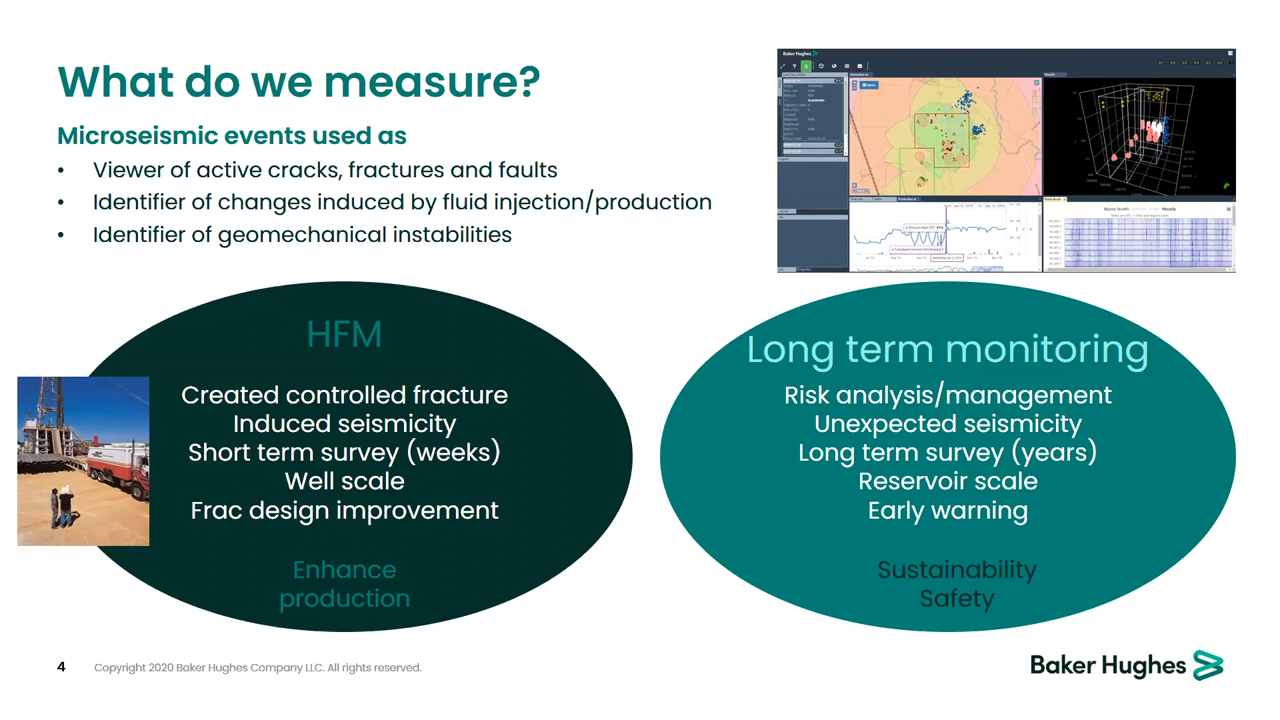 What do we measure?
Microseismic events used as
• Viewer of active cracks, fractures and faults
• Identifier of changes induced by fluid injection/production
• Identifier of geomechanical instabilities
Baker Hughes
HFM
Created controlled fracture
Induced seismicity
Short term survey (weeks)
Well scale
Frac design improvement
Enhance
production
Long term monitoring
Risk analysis/management
Unexpected seismicity
Long term survey (years)
Reservoir scale
Early warning
Sustainability
Safety
4 Copyright 2020 Baker Hughes Company LLC. All rights reserved.
Baker Hughes